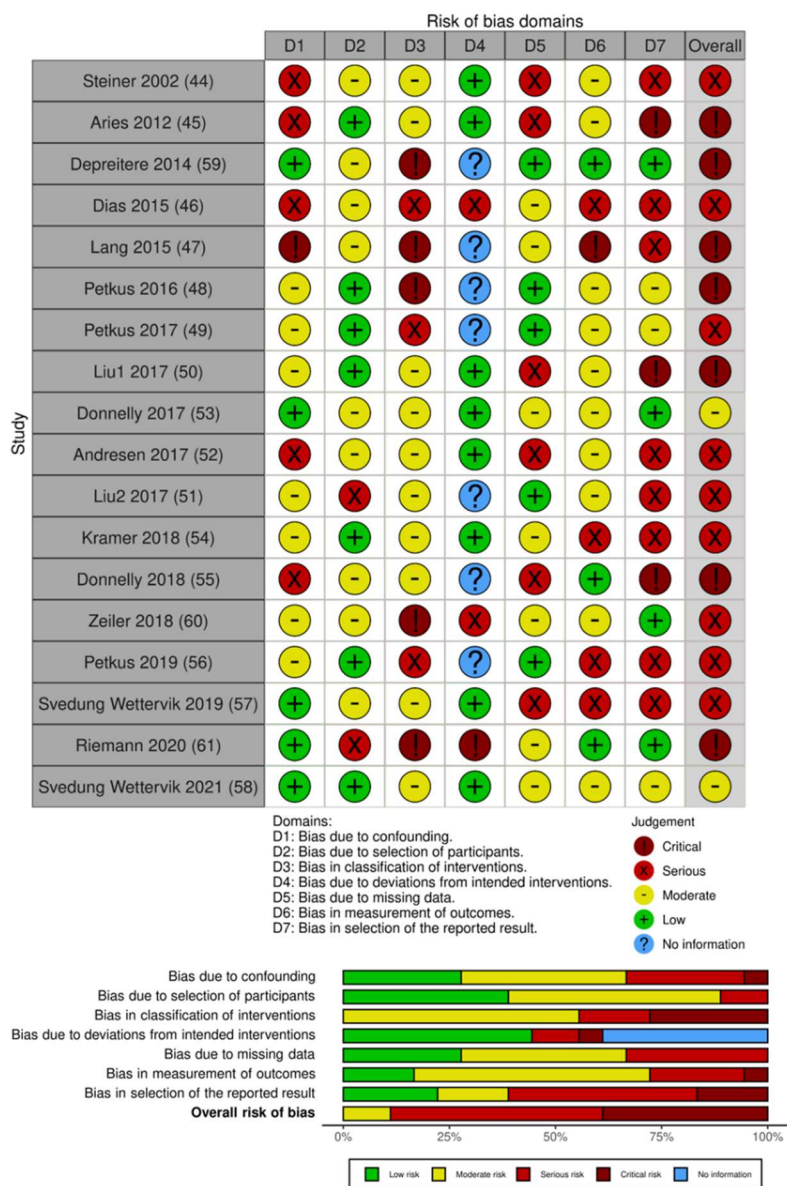 Risk of bias domains
D1 D2 D3 D4 D5 D6 D7 Overall
Study
Steiner 2002 (44) X - - + X - X X
Aries 2012 (45) X + - + X - ! !
Depreitere 2014 (59) + - ! ? + + + !
Dias 2015 (46) X - X X - X X X
Lang 2015 (47) ! - ! ? - ! X !
Petkus 2016 (48) - + ! ? + - - !
Petkus 2017 (49) - + X ? + - - X
Liu1 2017 (50) - + - + X - ! !
Donnelly 2017 (53) + - - + - - + -
Andresen 2017 (52) X - - + X - X X
Liu2 2017 (51) - X - ? + - X X
Kramer 2018 (54) - + - + - X X X
Donnelly 2018 (55) X - - ? X + ! !
Zeiler 2018 (60) - - ! X - - + X
Petkus 2019 (56) - + X ? + X X X
Svedung Wettervik 2019 (57) + - - + X X X X
Riemann 2020 (61) + X ! ! - + + !
Svedung Wettervik 2021 (58) + + - + - - - -
Domains:
D1: Bias due to confounding.
D2: Bias due to selection of participants.
D3: Bias in classification of interventions.
D4: Bias due to deviations from intended interventions.
D5: Bias due to missing data.
D6: Bias in measurement of outcomes.
D7: Bias in selection of the reported result.
Judgement
! Critical
X Serious
- Moderate
+ Low
? No information
Bias due to confounding
Bias due to selection of participants
Bias in classification of interventions
Bias due to deviations from intended interventions
Bias due to missing data
Bias in measurement of outcomes
Bias in selection of the reported result
Overall risk of bias
0% 25% 50% 75% 100%
Low risk Moderate risk Serious risk Critical risk No information